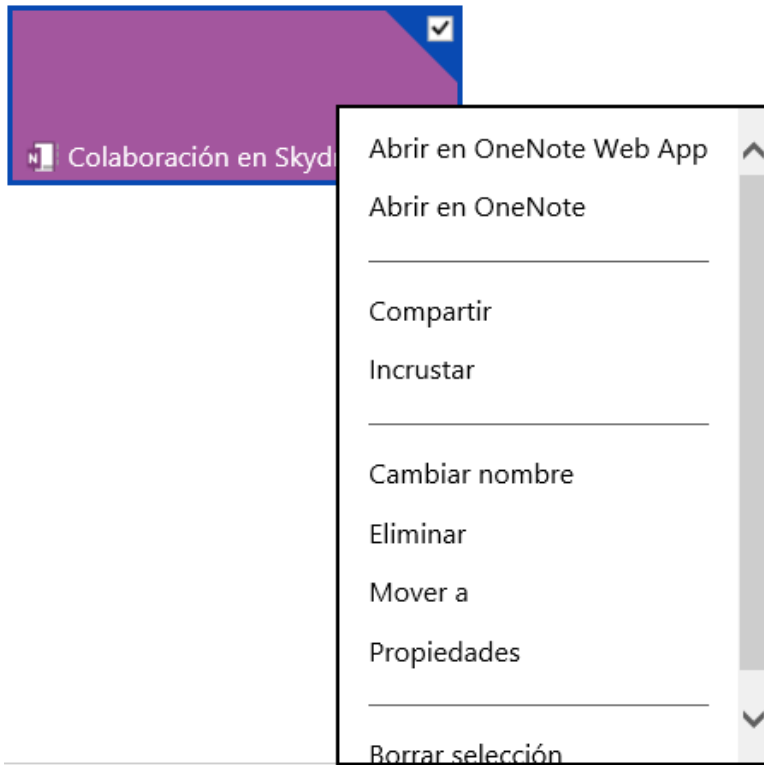 Colaboración en Skyd
Abrir en OneNote Web App
Abrir en OneNote
Compartir
Incrustar
Cambiar nombre
Eliminar
Mover a
Propiedades
Borrar selección